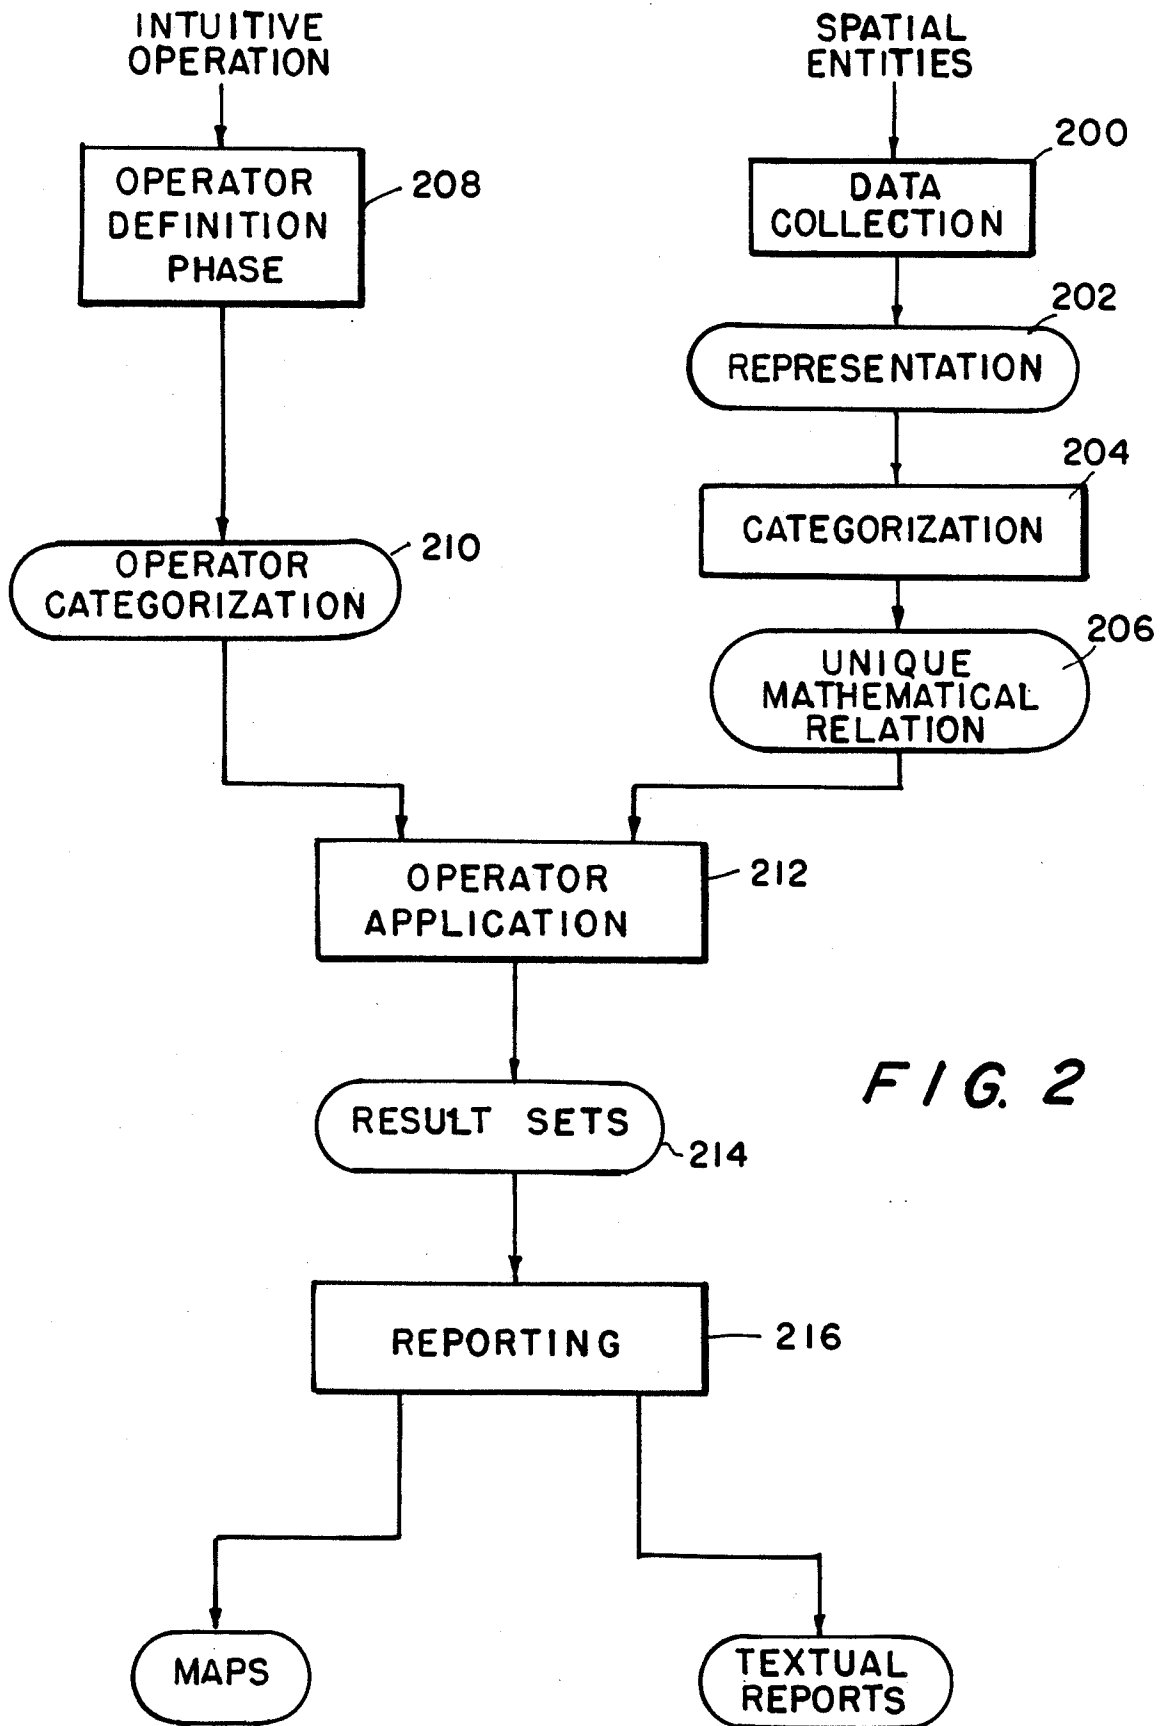 INTUITIVE
OPERATION
SPATIAL
ENTITIES
OPERATOR
DEFINITION
PHASE
208
200
DATA
COLLECTION
202
REPRESENTATION
204
CATEGORIZATION
OPERATOR
CATEGORIZATION
210
206
UNIQUE
MATHEMATICAL
RELATION
OPERATOR
APPLICATION
212
RESULT SETS
214
FIG. 2
REPORTING
216
MAPS
TEXTUAL
REPORTS